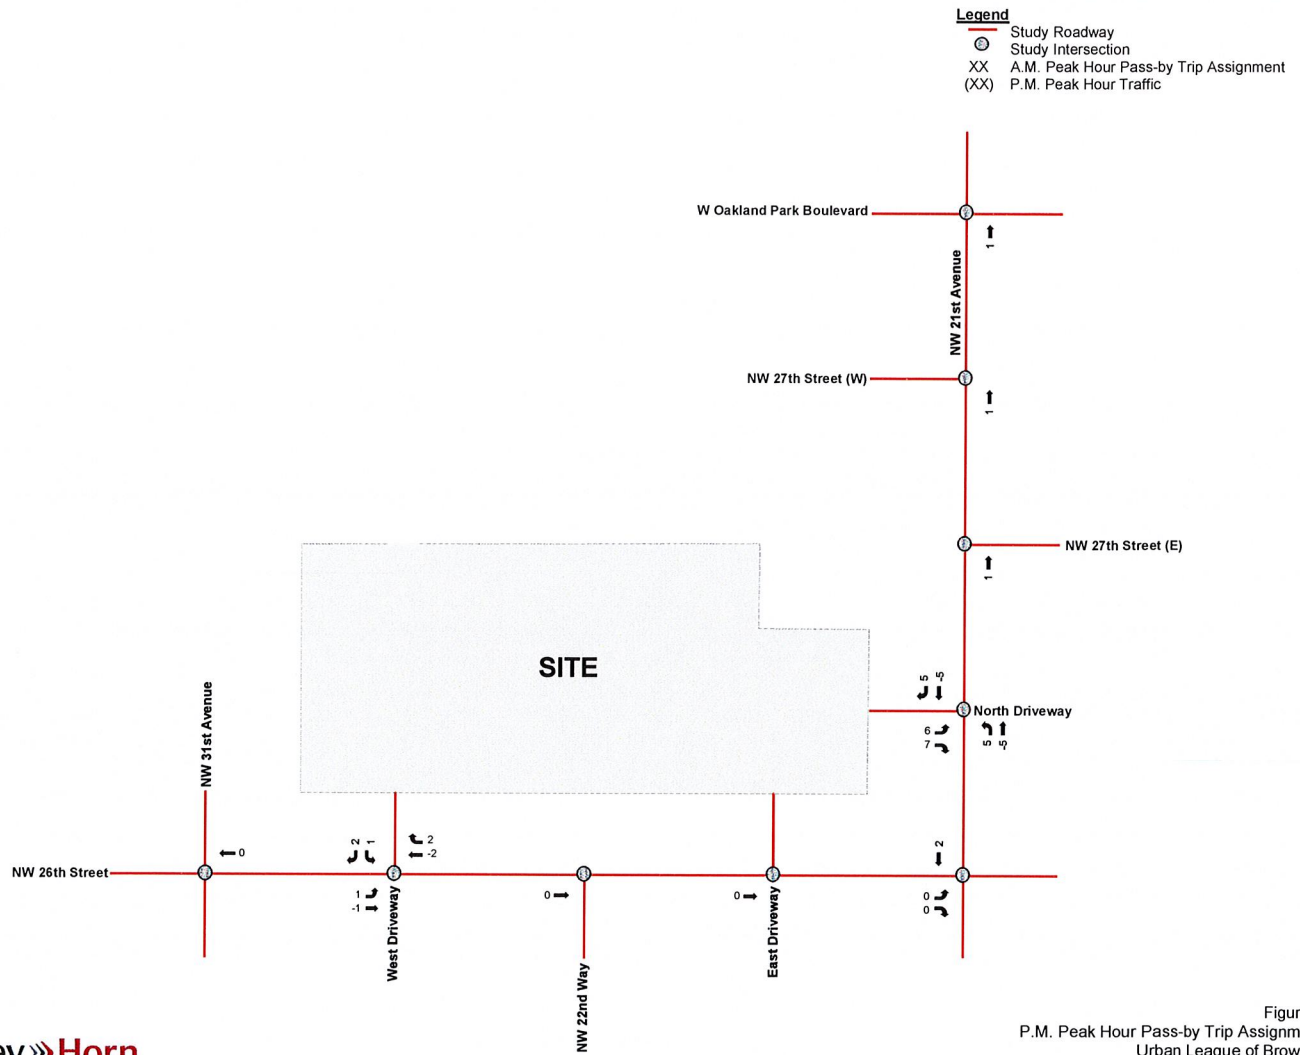 Legend
Study Roadway
Study Intersection
XX A.M. Peak Hour Pass-by Trip Assignment
(XX) P.M. Peak Hour Traffic
W Oakland Park Boulevard
1
NW 21st Avenue
NW 27th Street (W)
1
NW 27th Street (E)
1
SITE
5 -5
North Driveway
6
7
5 -5
NW 31st Avenue
0
2 1
2
-2
2
NW 26th Street
1
-1
0
0
0
0
West Driveway
East Driveway
NW 22nd Way
Figur
P.M. Peak Hour Pass-by Trip Assignm
Urban League of Brow
ey Horn